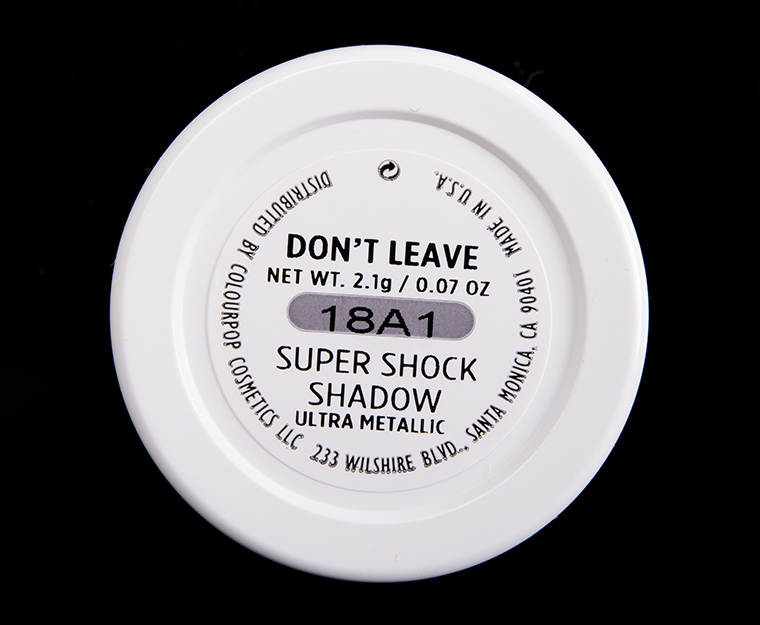 DON'T LEAVE
NET WT. 2.1g / 0.07 OZ
18A1
SUPER SHOCK
SHADOW
ULTRA METALLIC
DISTRIBUTED BY COLOURPOP COSMETICS LLC 233 WILSHIRE BLVD., SANTA MONICA, CA 90401 MADE IN U.S.A.